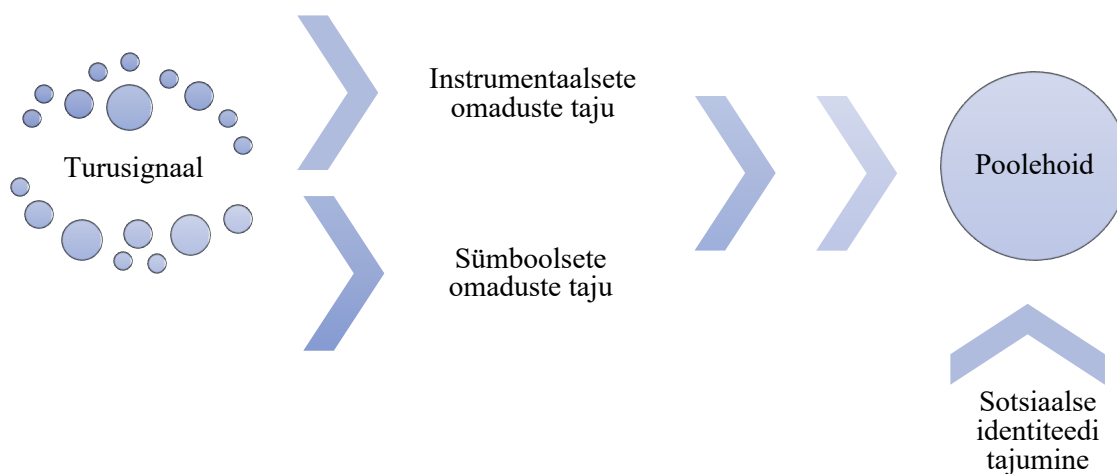 Turusignaal
Instrumentaalsete
omaduste taju
Sümboolsete
omaduste taju
Poolehoid
Sotsiaalse
identiteedi
tajumine